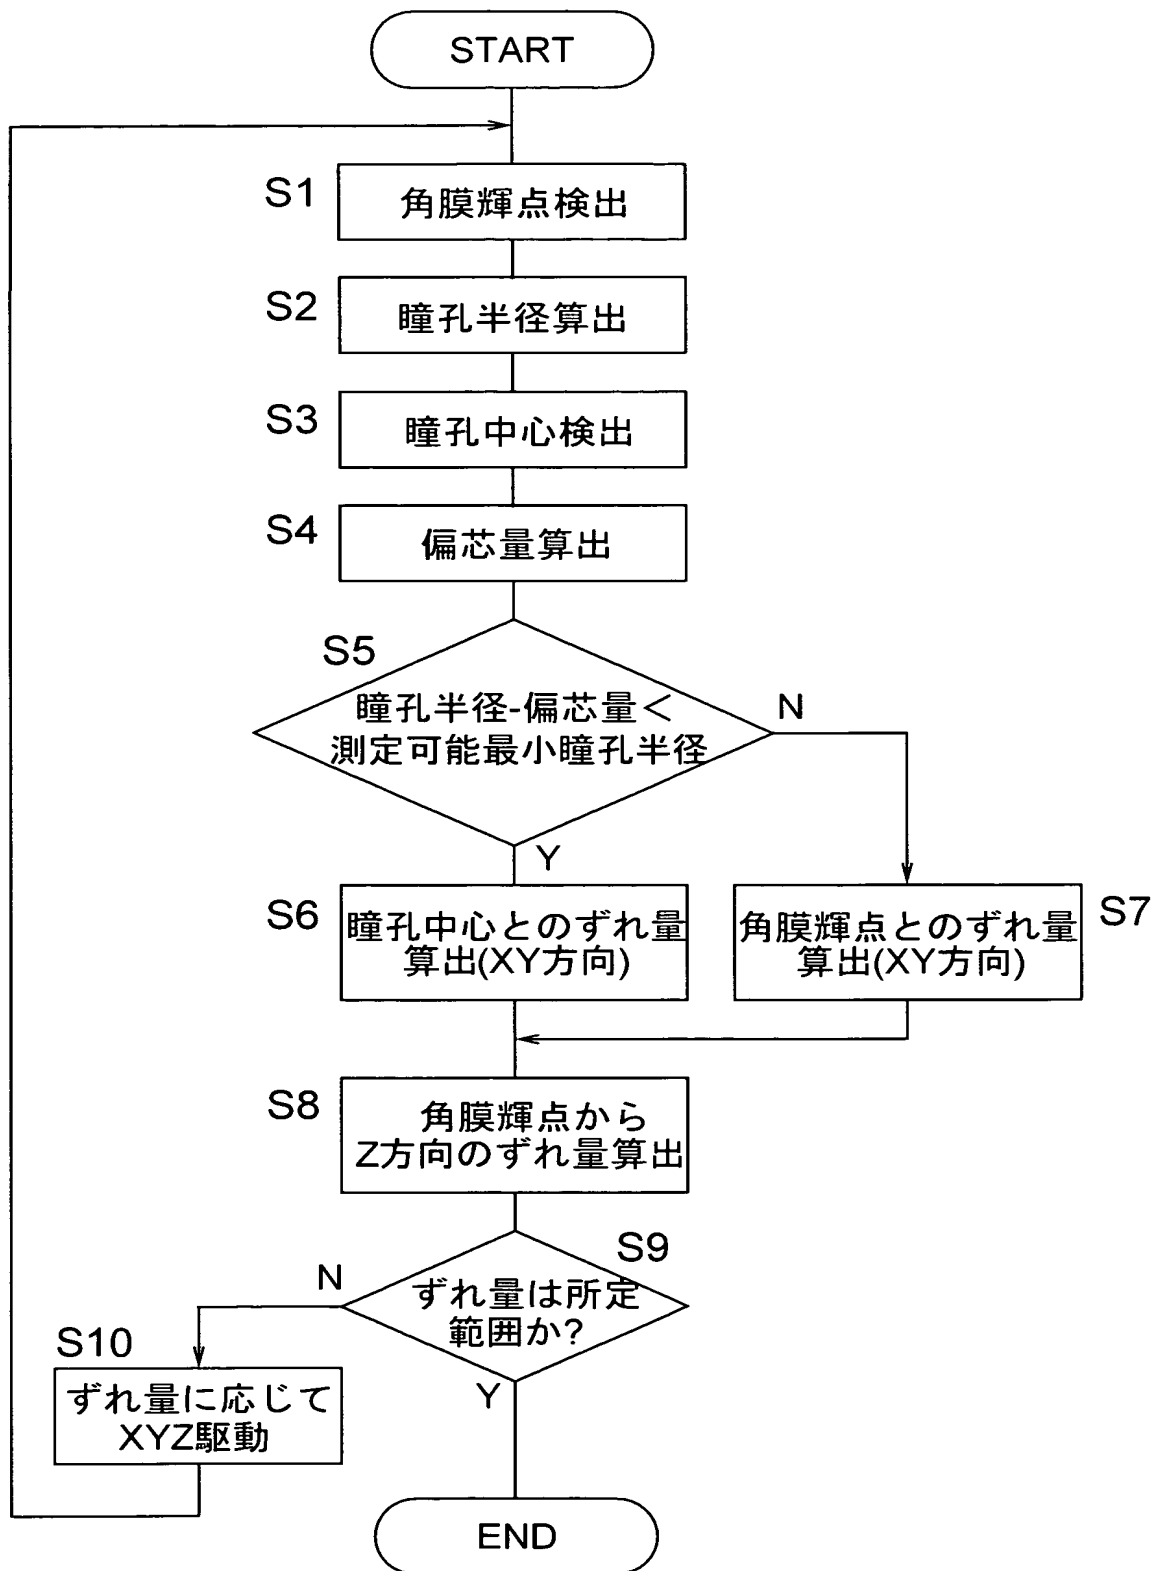 START
S1
角膜輝点検出
S2
瞳孔半径算出
S3
瞳孔中心検出
S4
偏芯量算出
S5
瞳孔半径-偏芯量＜
測定可能最小瞳孔半径
N
Y
S6
瞳孔中心とのずれ量
算出(XY方向)
角膜輝点とのずれ量
算出(XY方向)
S7
S8
角膜輝点から
Z方向のずれ量算出
S9
ずれ量は所定
範囲か?
N
Y
S10
ずれ量に応じて
XYZ駆動
END